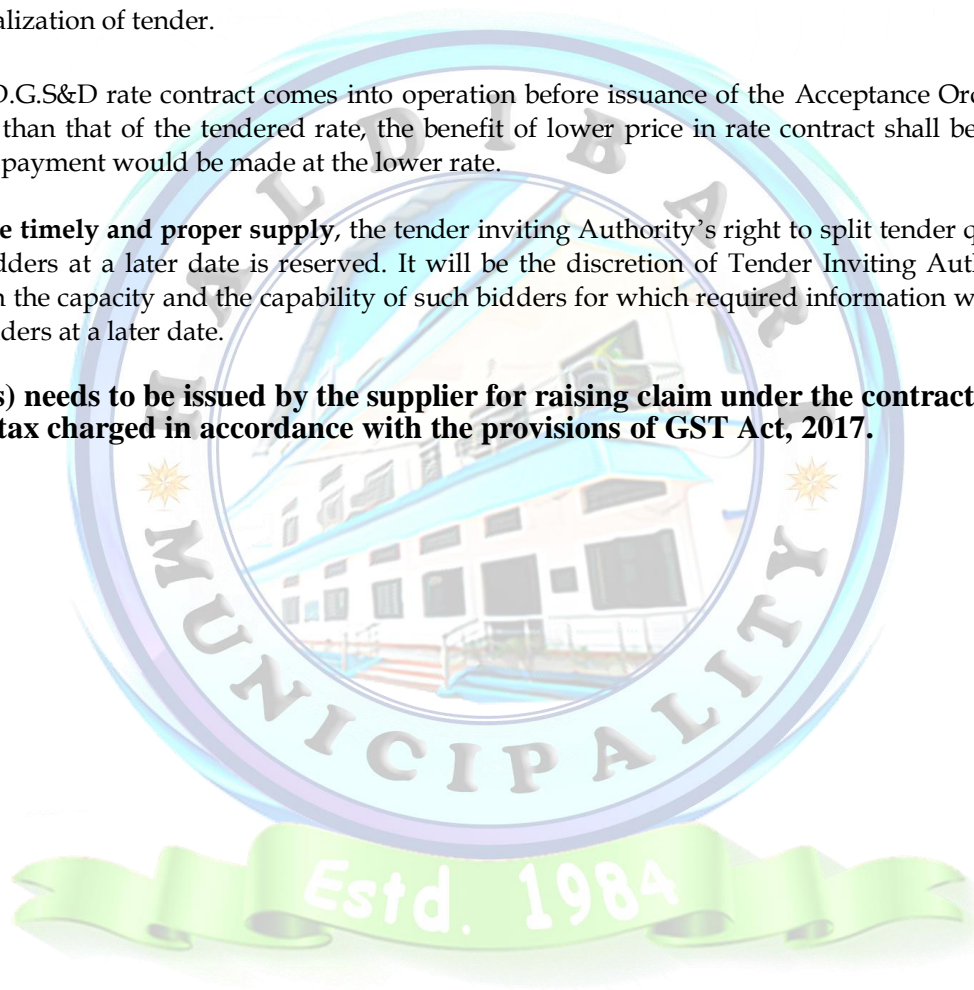 alization of tender.
D.G.S&D rate contract comes into operation before issuance of the Acceptance Or
than that of the tendered rate, the benefit of lower price in rate contract shall be
payment would be made at the lower rate.
e timely and proper supply, the tender inviting Authority's right to split tender q
dders at a later date is reserved. It will be the discretion of Tender Inviting Aut
n the capacity and the capability of such bidders for which required information w
ders at a later date.
s) needs to be issued by the supplier for raising claim under the contract
tax charged in accordance with the provisions of GST Act, 2017.
HALDIBARI
MUNICIPALITY
Estd. 1984